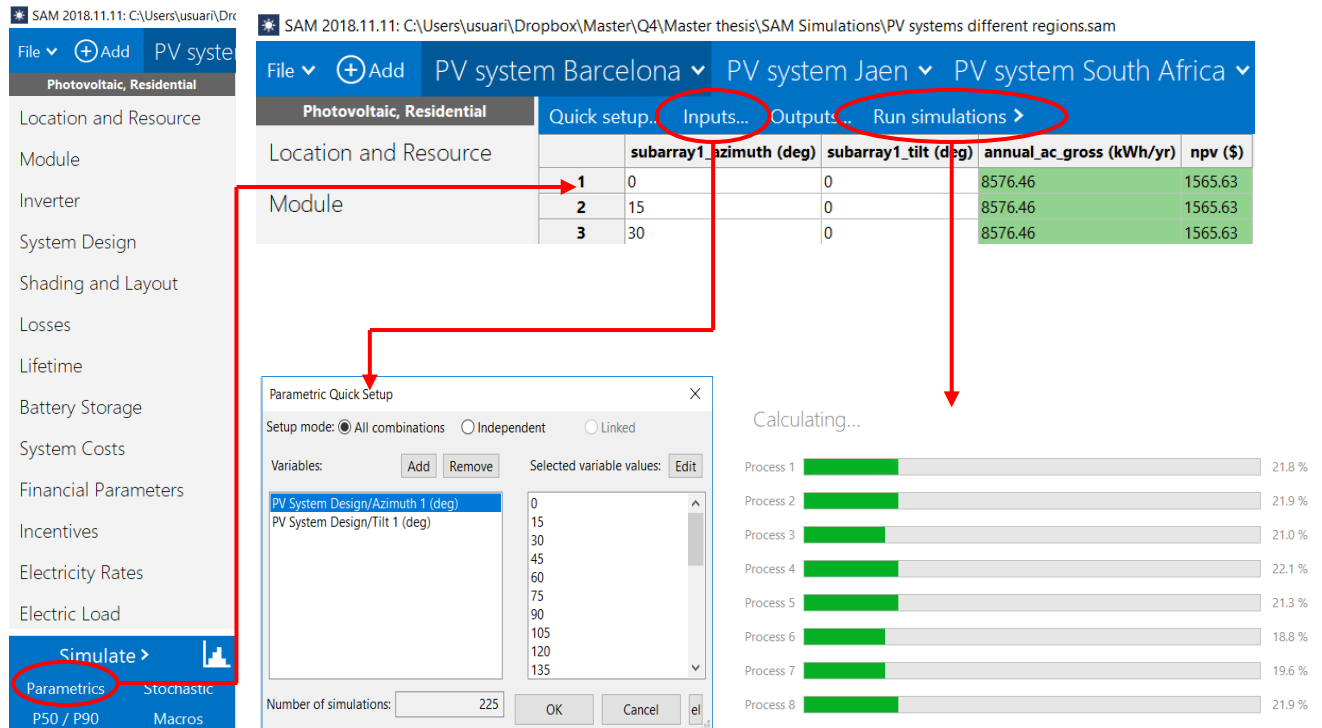 SAM 2018.11.11: C:\Users\usuari\Drc
File Add PV syster
Photovoltaic, Residential
Location and Resource
Module
Inverter
System Design
Shading and Layout
Losses
Lifetime
Battery Storage
System Costs
Financial Parameters
Incentives
Electricity Rates
Electric Load
Simulate >
Parametrics Stochastic
P50 / P90 Macros
SAM 2018.11.11: C:\Users\usuari\Dropbox\Master\Q4\Master thesis\SAM Simulations\PV systems different regions.sam
File Add PV system Barcelona PV system Jaen PV system South Africa
Photovoltaic, Residential
Quick setup... Inputs... Outputs... Run simulations >
Location and Resource
Module
subarray1_azimuth (deg) subarray1_tilt (deg) annual_ac_gross (kWh/yr) npv ($)
1 0 0 8576.46 1565.63
2 15 0 8576.46 1565.63
3 30 0 8576.46 1565.63
Parametric Quick Setup
Setup mode: All combinations Independent Linked
Variables: Add Remove Selected variable values: Edit
PV System Design/Azimuth 1 (deg)
PV System Design/Tilt 1 (deg)
0
15
30
45
60
75
90
105
120
135
Number of simulations: 225 OK Cancel el
Calculating...
Process 1 21.8 %
Process 2 21.9 %
Process 3 21.0 %
Process 4 22.1 %
Process 5 21.3 %
Process 6 18.8 %
Process 7 19.6 %
Process 8 21.9 %